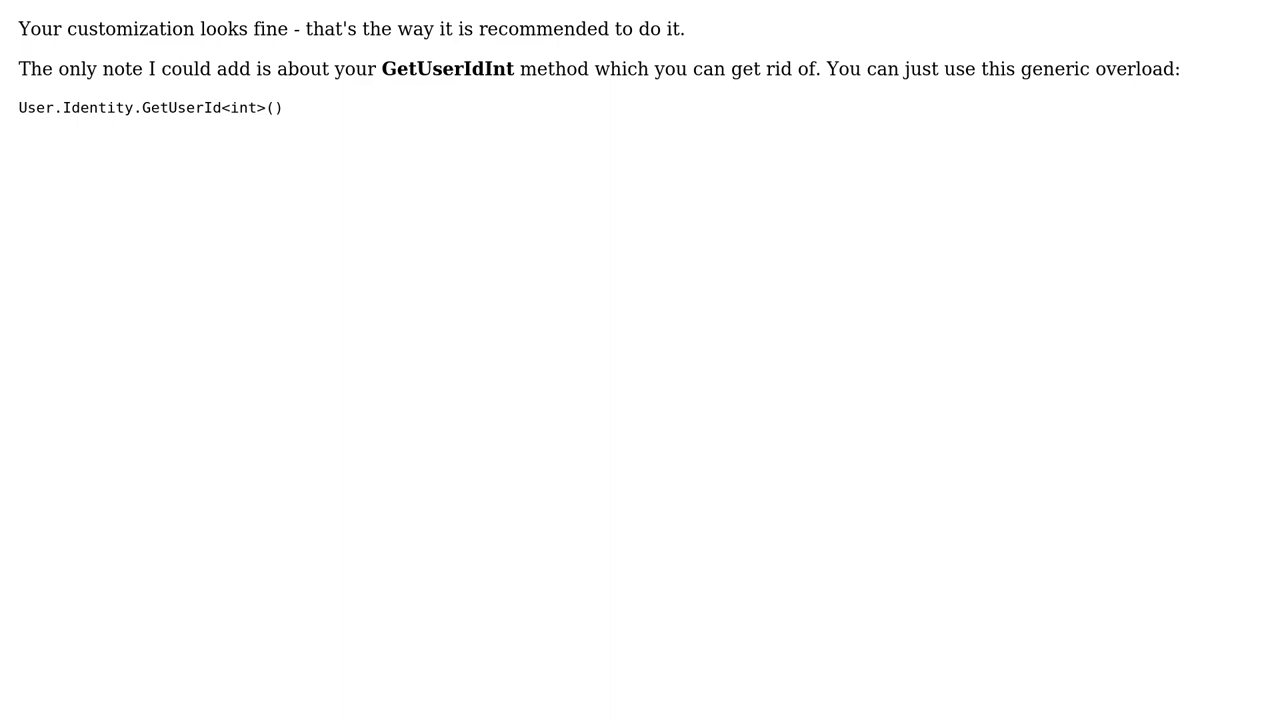 Your customization looks fine - that's the way it is recommended to do it.
The only note I could add is about your GetUserIdInt method which you can get rid of. You can just use this generic overload:
User.Identity.GetUserId<int>()